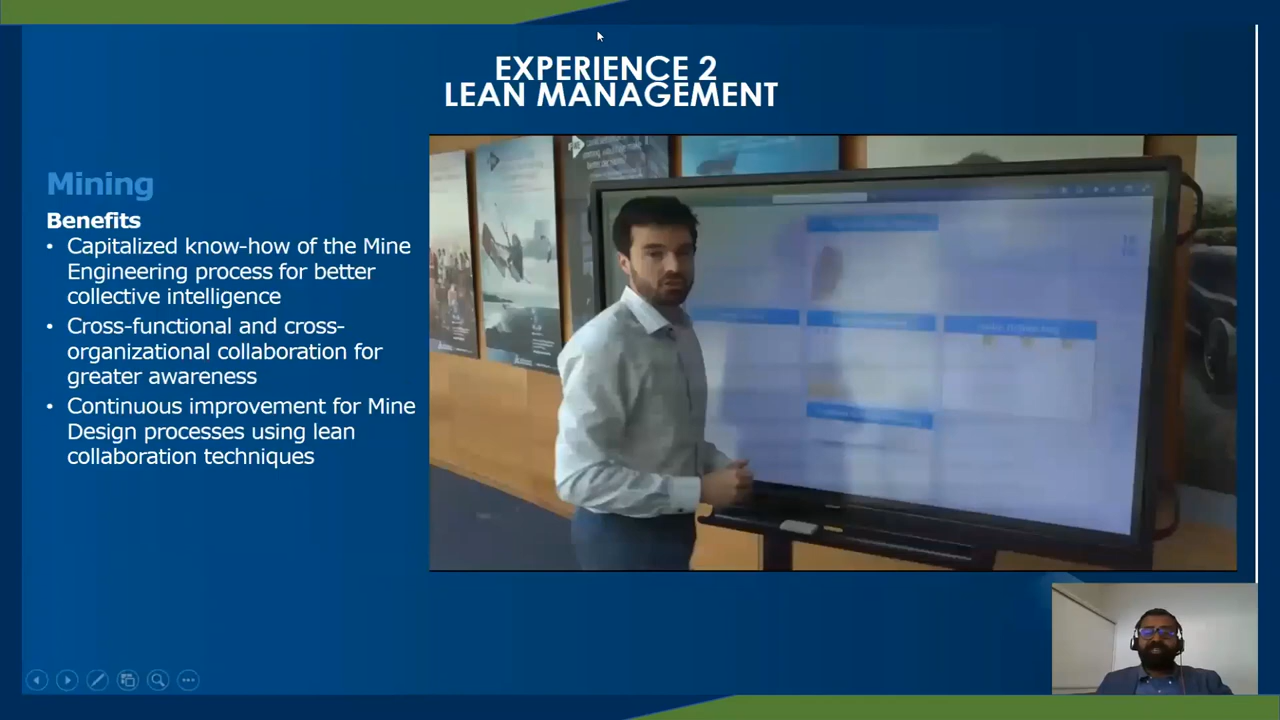 EXPERIENCE 2
LEAN MANAGEMENT
Mining
Benefits
• Capitalized know-how of the Mine
Engineering process for better
collective intelligence
• Cross-functional and cross-
organizational collaboration for
greater awareness
• Continuous improvement for Mine
Design processes using lean
collaboration techniques